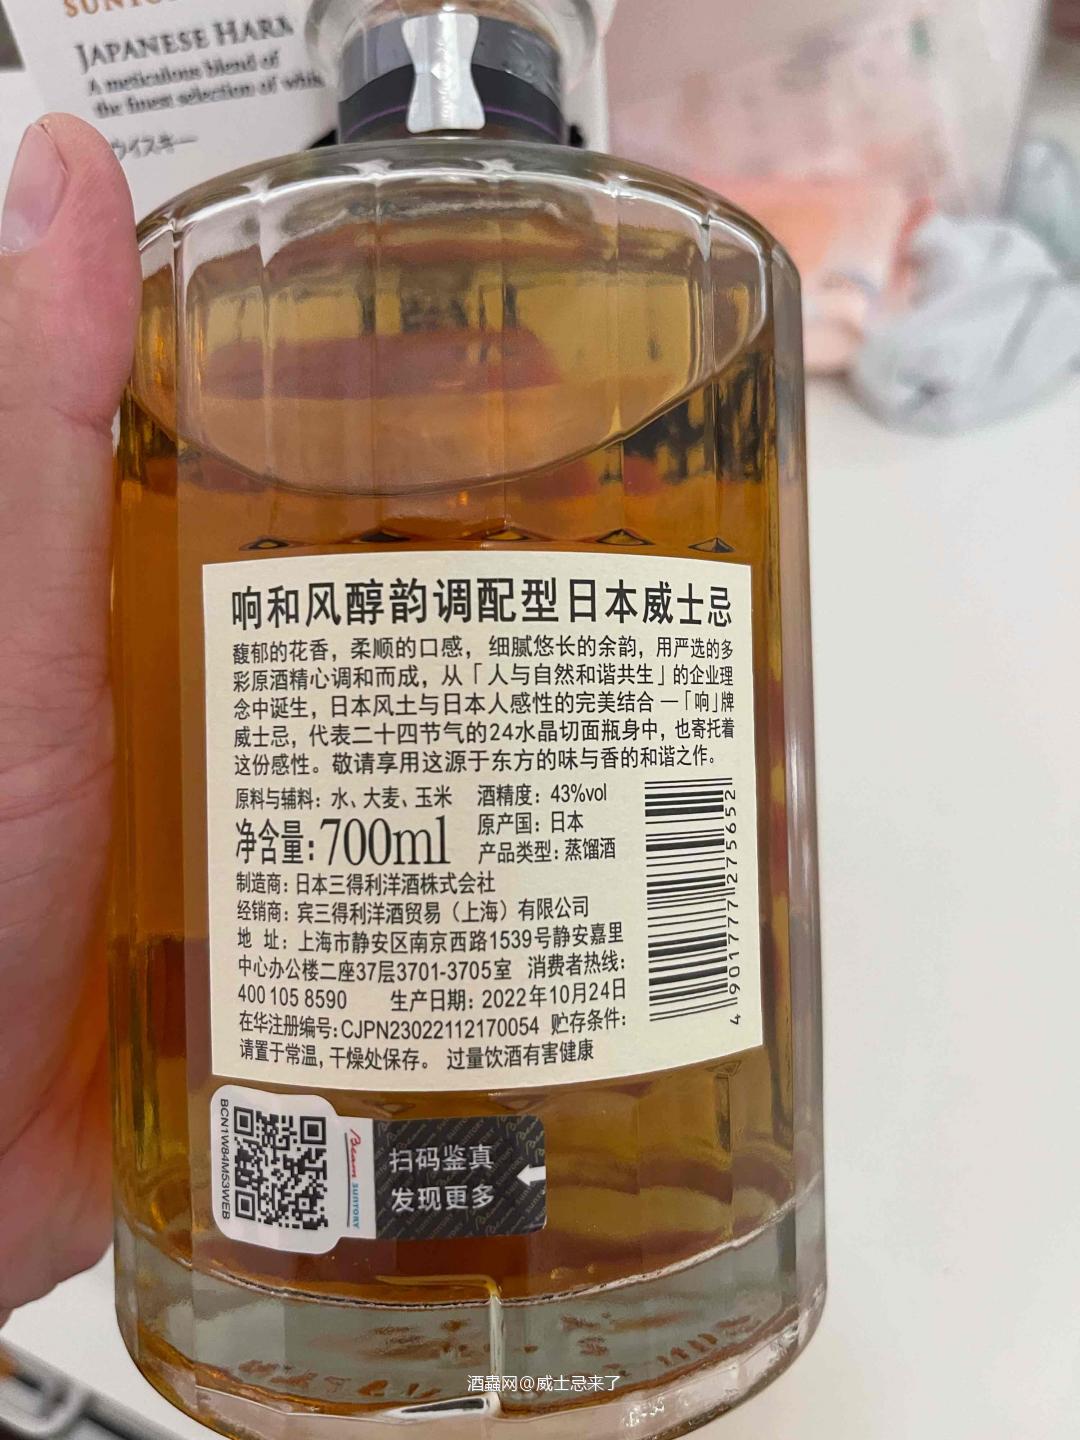 JAPANESE HARM
A meticulous blend of
the finest selection of whis
ウイスキー
响和风醇韵调配型日本威士忌
馥郁的花香，柔顺的口感，细腻悠长的余韵，用严选的多
彩原酒精心调和而成，从「人与自然和谐共生」的企业理
念中诞生，日本风土与日本人感性的完美结合 —「响」牌
威士忌，代表二十四节气的24水晶切面瓶身中，也寄托着
这份感性。敬请享用这源于东方的味与香的和谐之作。
原料与辅料：水、大麦、玉米 酒精度：43%vol
净含量：700ml 原产国：日本
产品类型：蒸馏酒
制造商：日本三得利洋酒株式会社
经销商：宾三得利洋酒贸易（上海）有限公司
地 址：上海市静安区南京西路1539号静安嘉里
中心办公楼二座37层3701-3705室 消费者热线：
400 105 8590 生产日期：2022年10月24日
在华注册编号：CJPN23022112170054 贮存条件：
请置于常温，干燥处保存。 过量饮酒有害健康
4 901777 275652
BCN1W84M53WEB
Beam SUNTORY
扫码鉴真
发现更多
酒蟲网@威士忌来了